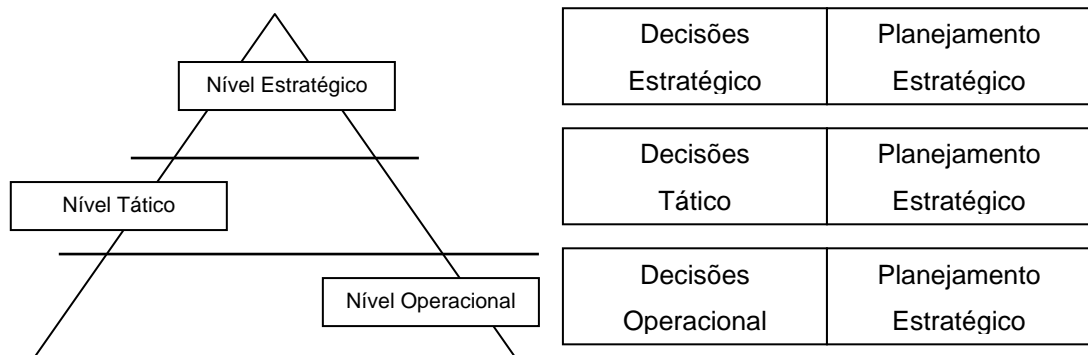 Nível Estratégico
Nível Tático
Nível Operacional
Decisões
Estratégico
Planejamento
Estratégico
Decisões
Tático
Planejamento
Estratégico
Decisões
Operacional
Planejamento
Estratégico